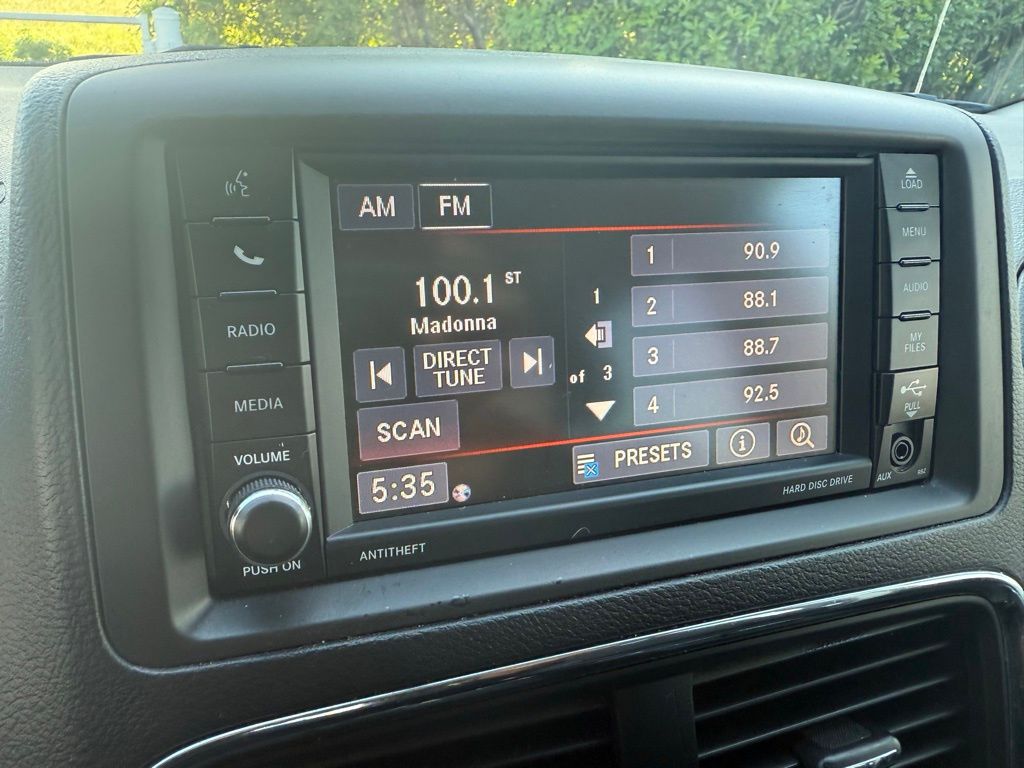 AM
FM
100.1 ST
Madonna
DIRECT
TUNE
SCAN
5:35
1
of 3
1 90.9
2 88.1
3 88.7
4 92.5
PRESETS
i
RADIO
MEDIA
VOLUME
PUSH ON
ANTITHEFT
HARD DISC DRIVE
LOAD
MENU
AUDIO
MY
FILES
PULL
AUX
RBZ